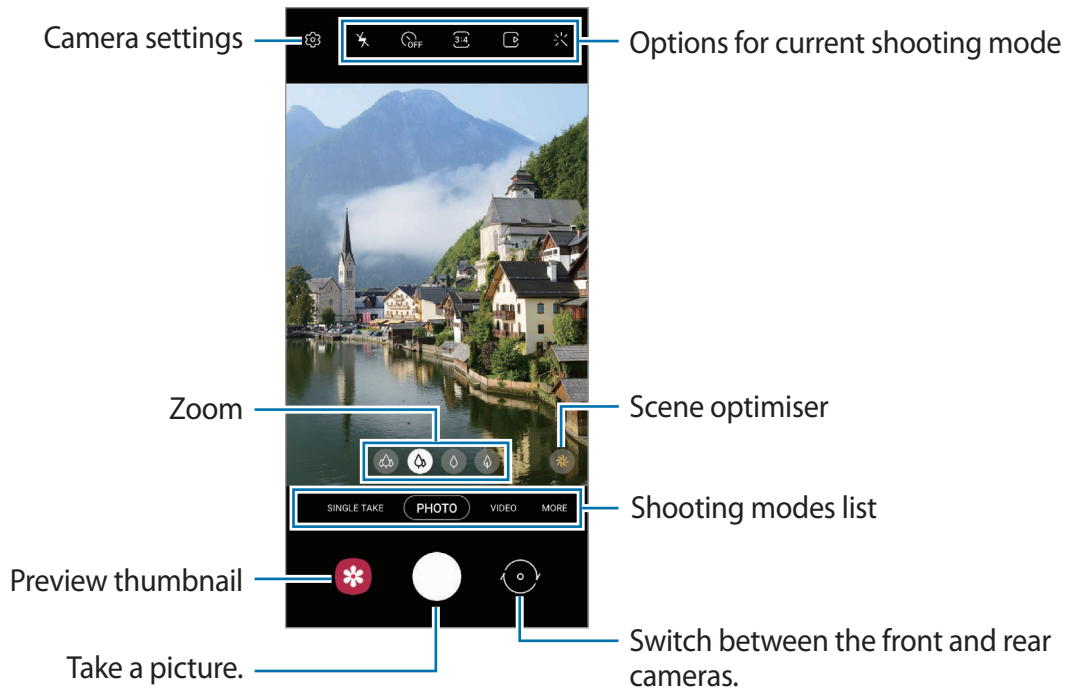 Camera settings
OFF
3:4
Options for current shooting mode
Zoom
Scene optimiser
SINGLE TAKE
PHOTO
VIDEO
MORE
Shooting modes list
Preview thumbnail
Take a picture.
Switch between the front and rear
cameras.